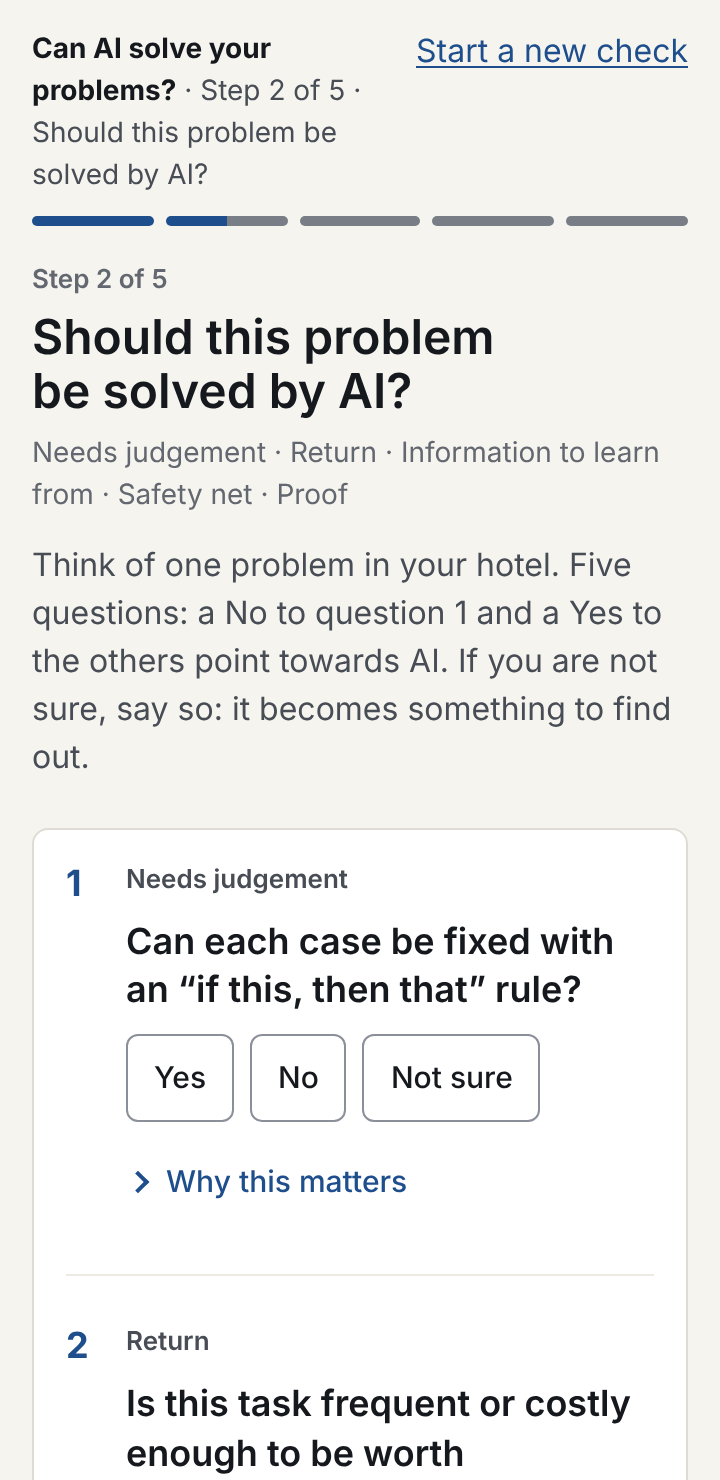 Can AI solve your
problems? · Step 2 of 5 ·
Should this problem be
solved by AI?
Start a new check
Step 2 of 5
Should this problem
be solved by AI?
Needs judgement · Return · Information to learn
from · Safety net · Proof
Think of one problem in your hotel. Five
questions: a No to question 1 and a Yes to
the others point towards AI. If you are not
sure, say so: it becomes something to find
out.
1
Needs judgement
Can each case be fixed with
an “if this, then that” rule?
Yes
No
Not sure
Why this matters
2
Return
Is this task frequent or costly
enough to be worth